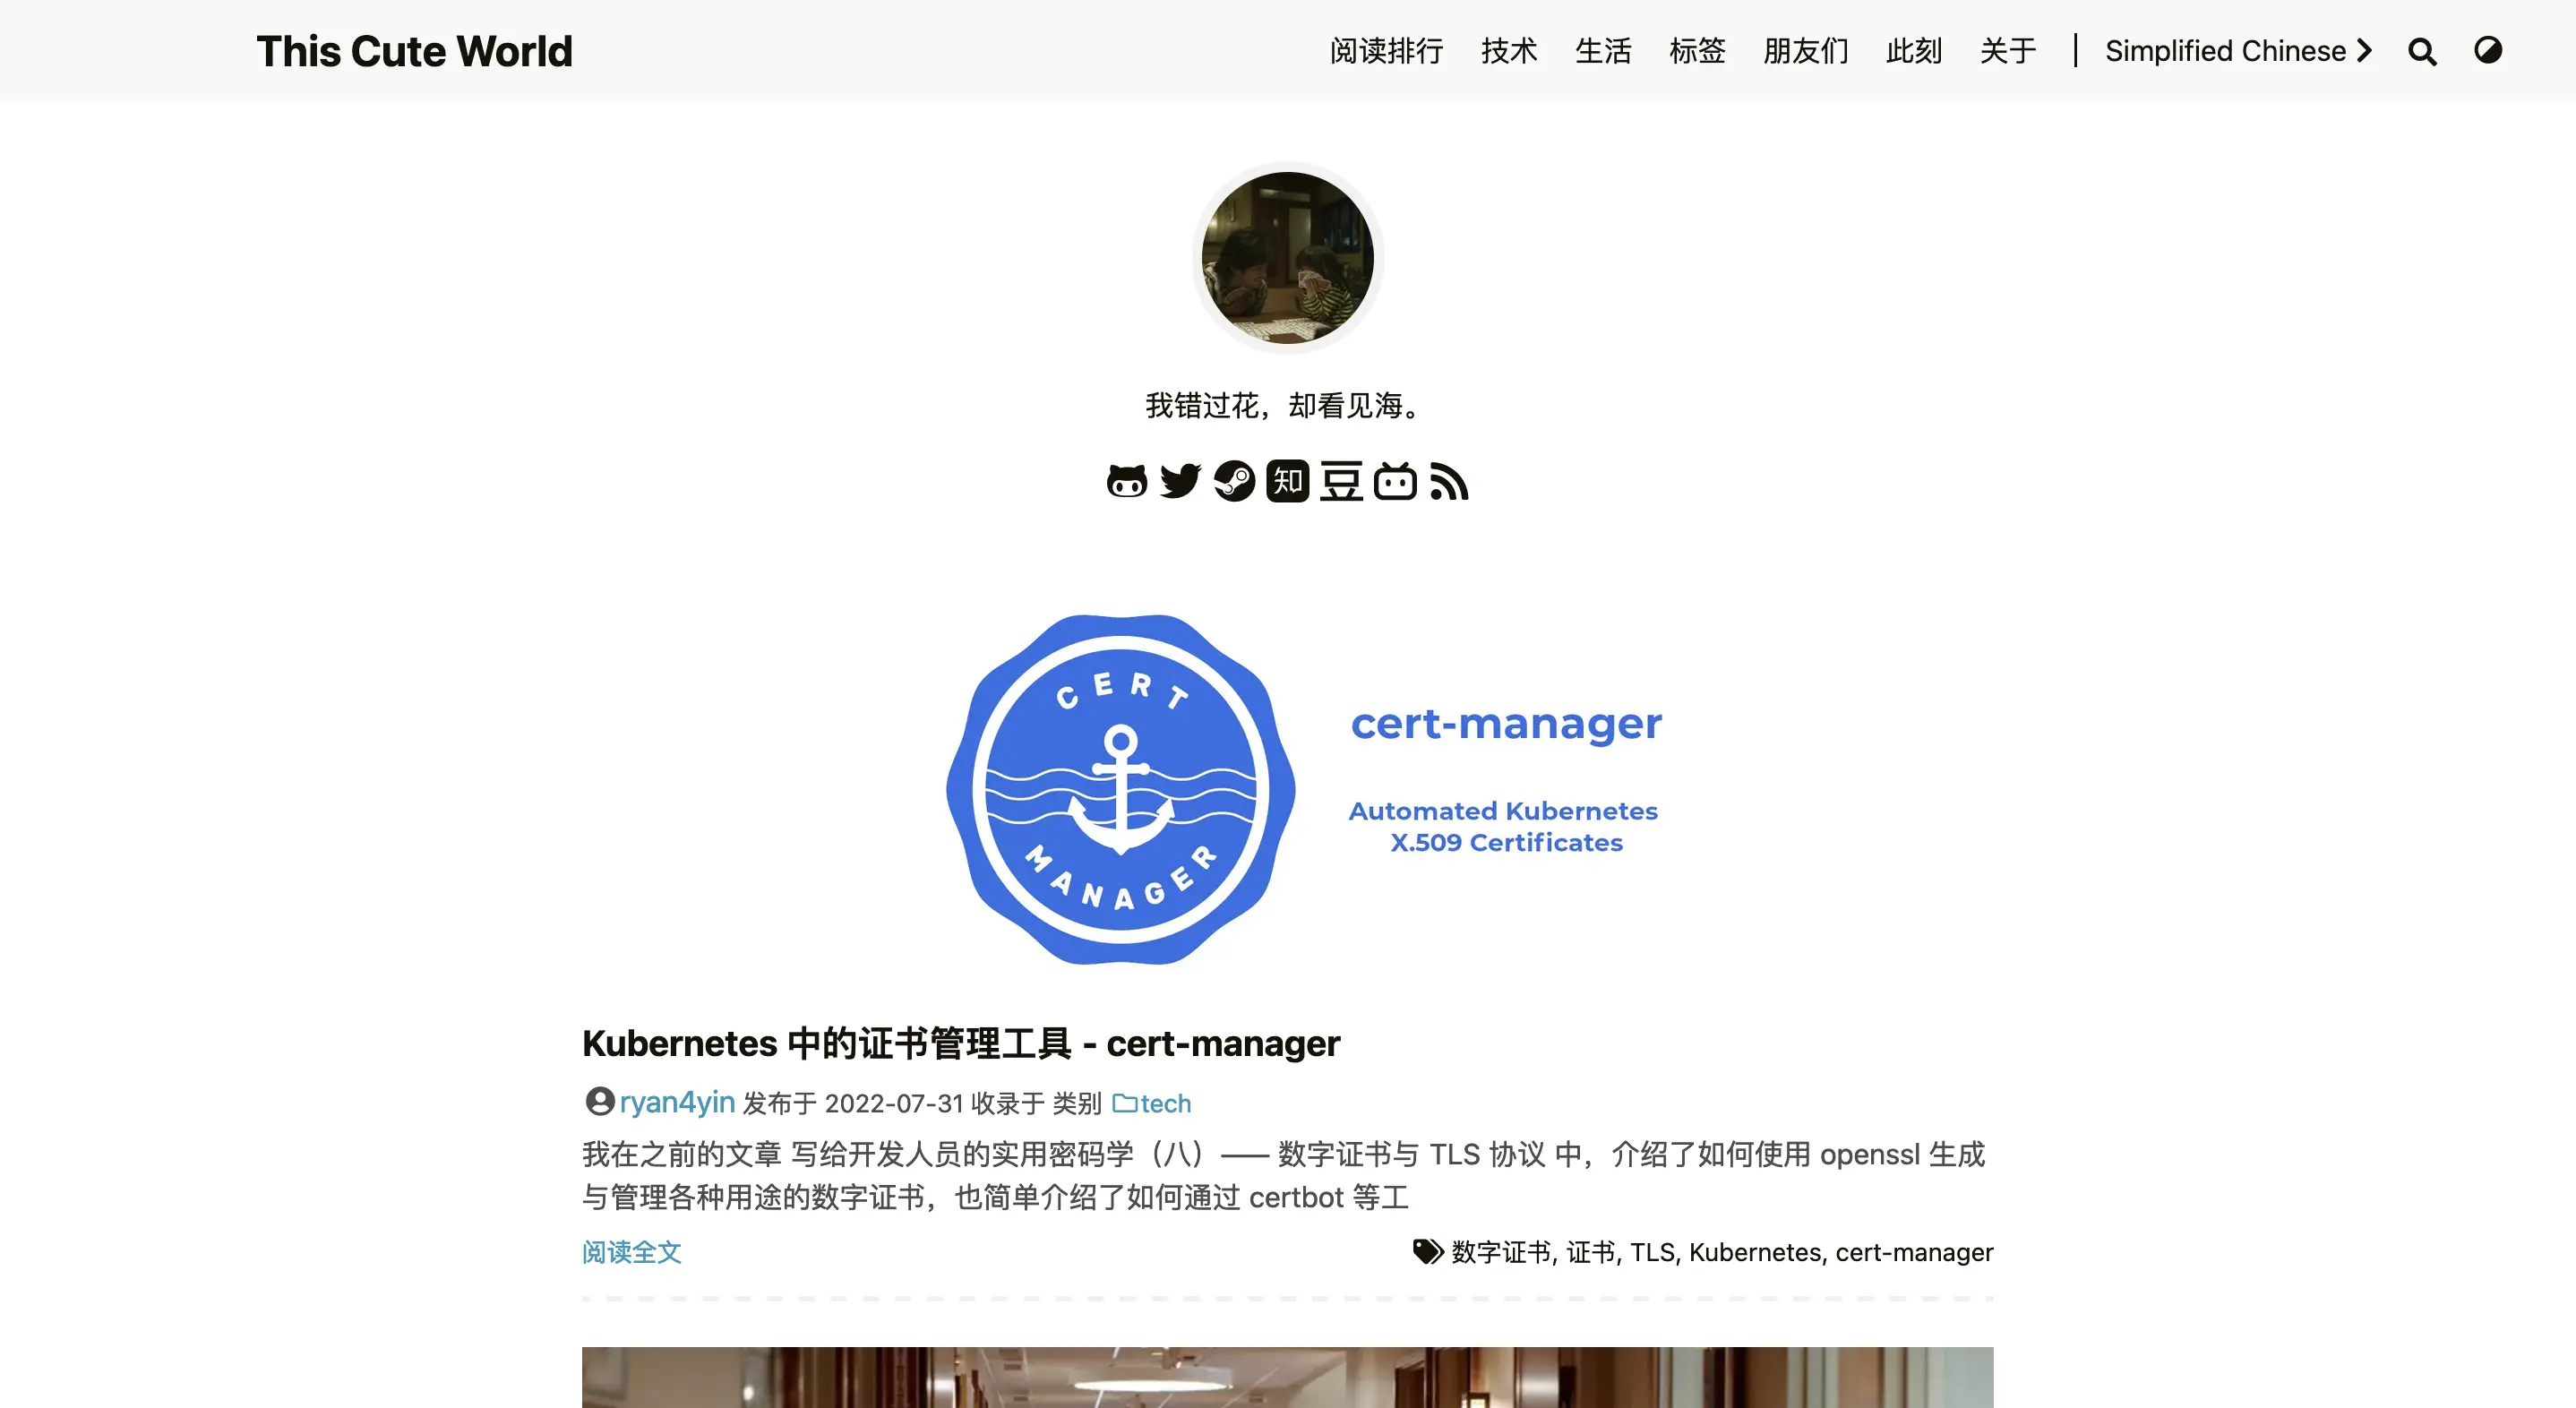 This Cute World
阅读排行 技术 生活 标签 朋友们 此刻 关于 | Simplified Chinese
我错过花，却看见海。
知 豆
CERT
MANAGER
cert-manager
Automated Kubernetes
X.509 Certificates
Kubernetes 中的证书管理工具 - cert-manager
ryan4yin 发布于 2022-07-31 收录于 类别 tech
我在之前的文章 写给开发人员的实用密码学（八）—— 数字证书与 TLS 协议 中，介绍了如何使用 openssl 生成
与管理各种用途的数字证书，也简单介绍了如何通过 certbot 等工
阅读全文
数字证书, 证书, TLS, Kubernetes, cert-manager